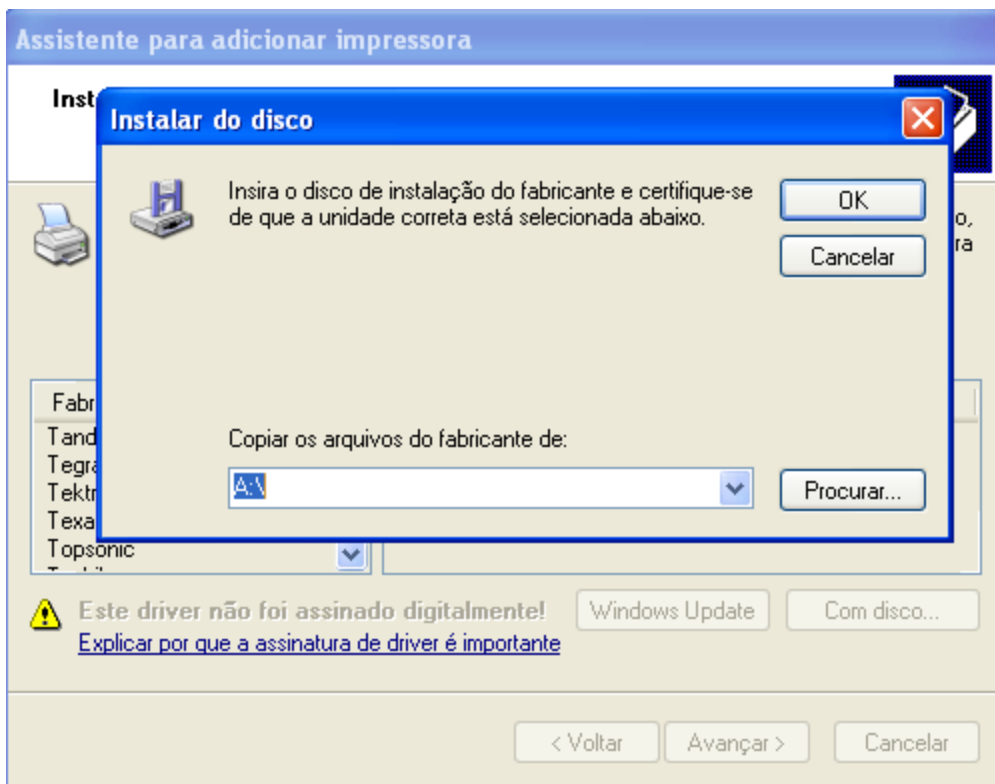 Assistente para adicionar impressora
Inst
Instalar do disco
Insira o disco de instalação do fabricante e certifique-se
de que a unidade correta está selecionada abaixo.
OK
Cancelar
o,
ra
Fabr
Tand
Tegra
Tektr
Texa
Topsonic
Copiar os arquivos do fabricante de:
A:\
Procurar...
Este driver não foi assinado digitalmente!
Windows Update
Com disco...
Explicar por que a assinatura de driver é importante
< Voltar
Avançar >
Cancelar